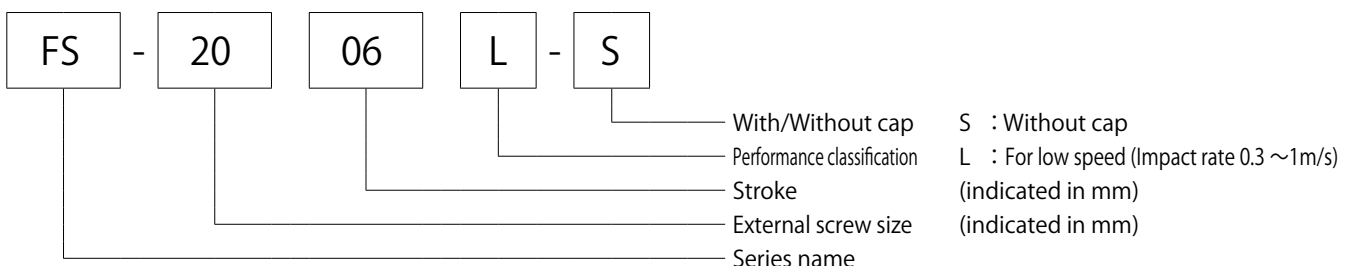 FS - 20 06 L - S
With/Without cap S : Without cap
Performance classification L : For low speed (Impact rate 0.3 ～1m/s)
Stroke (indicated in mm)
External screw size (indicated in mm)
Series name